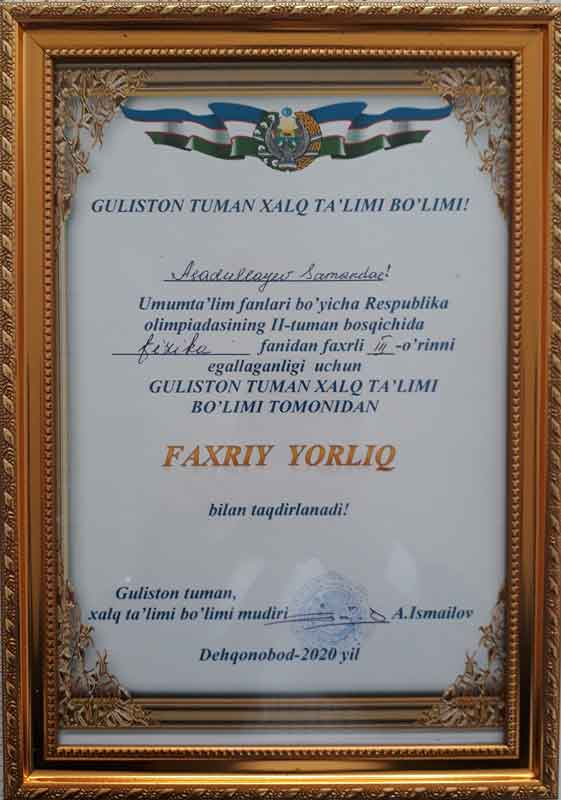 GULISTON TUMAN XALQ TA'LIMI BO'LIMI!
Asadullayev Samandar!
Umumta'lim fanlari bo'yicha Respublika
olimpiadasining II-tuman bosqichida
fizika fanidan faxrli III -o'rinni
egallaganligi uchun
GULISTON TUMAN XALQ TA'LIMI
BO'LIMI TOMONIDAN
FAXRIY YORLIQ
bilan taqdirlanadi!
Guliston tuman,
xalq ta'limi bo'limi mudiri A.Ismailov
Dehqonobod-2020 yil